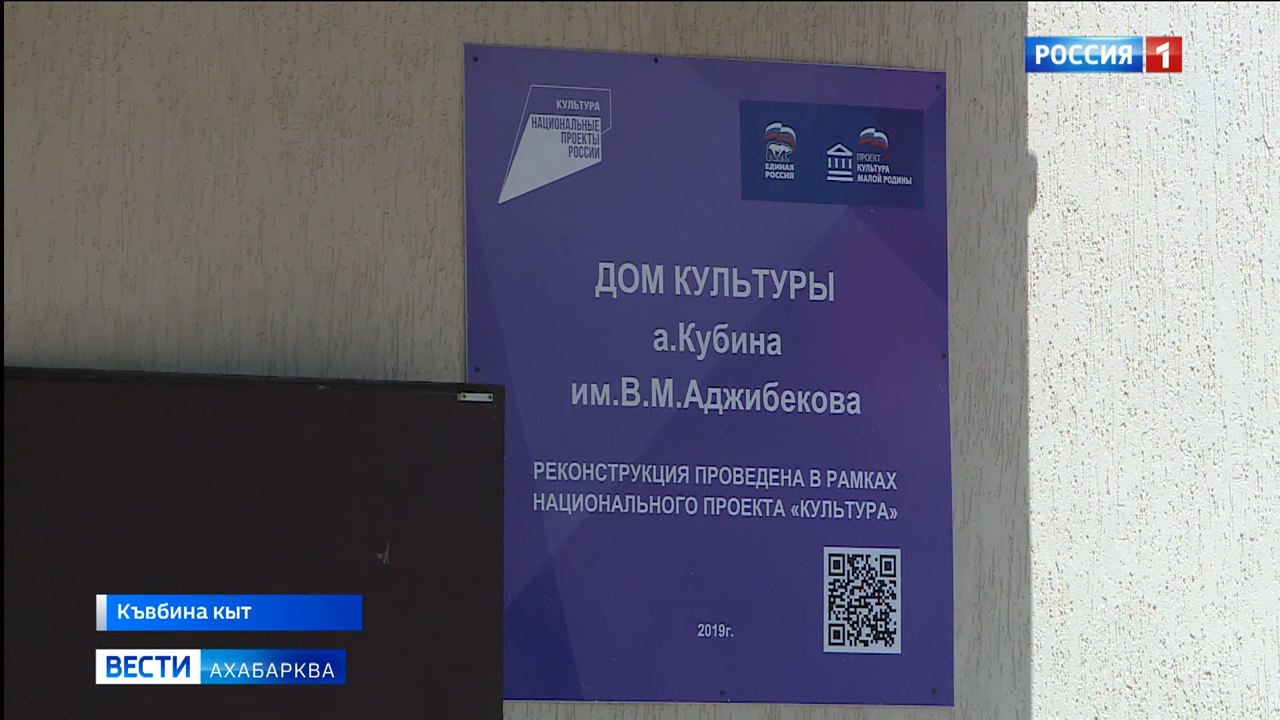 РОССИЯ 1
КУЛЬТУРА
НАЦИОНАЛЬНЫЕ
ПРОЕКТЫ
РОССИИ
ЕДИНАЯ
РОССИЯ
ПРОЕКТ
КУЛЬТУРА
МАЛОЙ РОДИНЫ
ДОМ КУЛЬТУРЫ
а.Кубина
им.В.М.Аджибекова
РЕКОНСТРУКЦИЯ ПРОВЕДЕНА В РАМКАХ
НАЦИОНАЛЬНОГО ПРОЕКТА «КУЛЬТУРА»
2019г.
Къвбина кыт
ВЕСТИ АХАБАРКВА